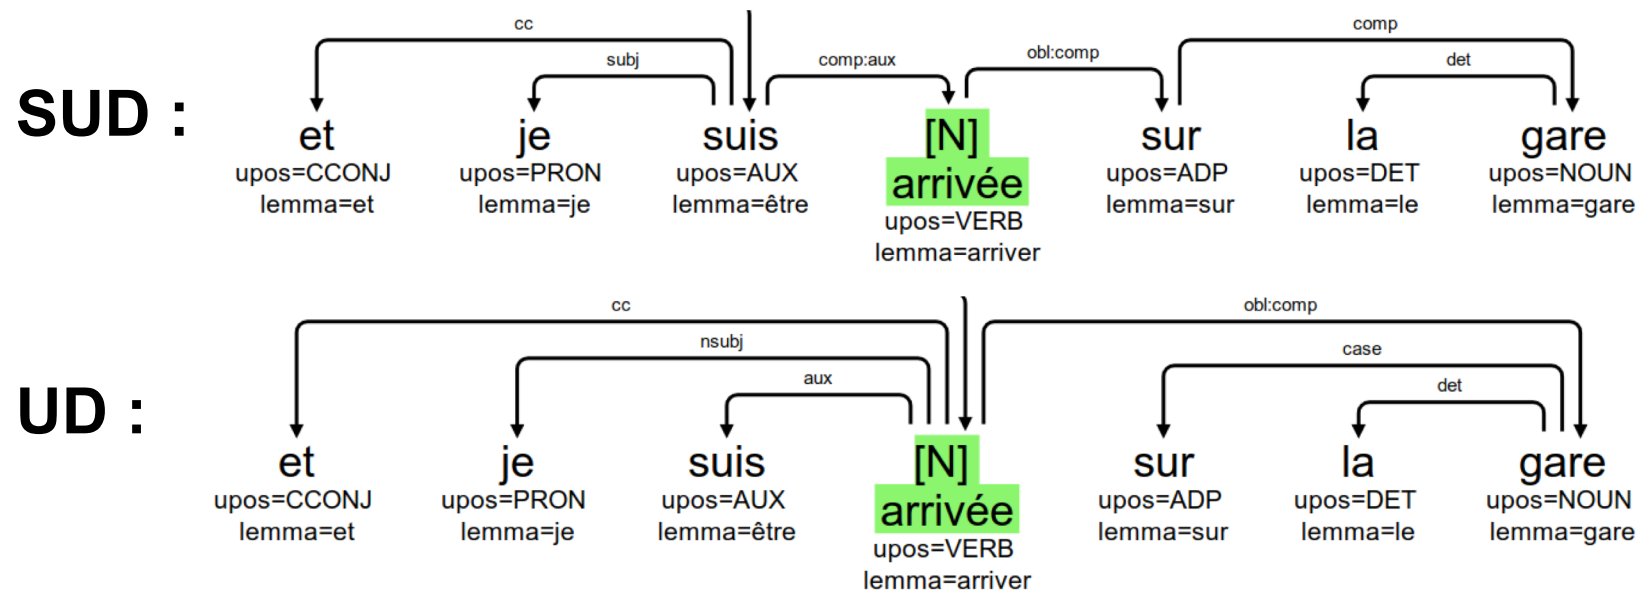 cc
comp
subj
comp:aux
obl:comp
det
SUD :
et je suis [N] sur la gare
arrivée
upos=CCONJ upos=PRON upos=AUX upos=ADP upos=DET upos=NOUN
lemma=et lemma=je lemma=être lemma=sur lemma=le lemma=gare
upos=VERB
lemma=arriver
cc
obl:comp
nsubj
case
aux
det
UD :
et je suis [N] sur la gare
arrivée
upos=CCONJ upos=PRON upos=AUX upos=ADP upos=DET upos=NOUN
lemma=et lemma=je lemma=être lemma=sur lemma=le lemma=gare
upos=VERB
lemma=arriver